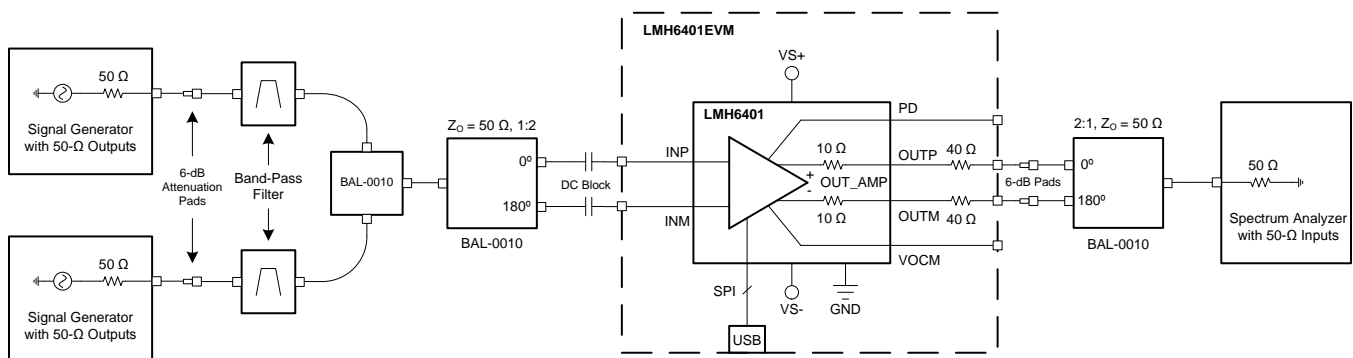 50 Ω
Signal Generator
with 50-Ω Outputs
6-dB
Attenuation
Pads
Band-Pass
Filter
50 Ω
Signal Generator
with 50-Ω Outputs
BAL-0010
Z_O = 50 Ω, 1:2
0º
180º
BAL-0010
DC Block
LMH6401EVM
VS+
LMH6401
INP
INM
PD
10 Ω
OUTP
40 Ω
+
OUT_AMP
-
10 Ω
OUTM
40 Ω
VOCM
SPI
VS-
GND
USB
6-dB Pads
2:1, Z_O = 50 Ω
0º
180º
BAL-0010
50 Ω
Spectrum Analyzer
with 50-Ω Inputs